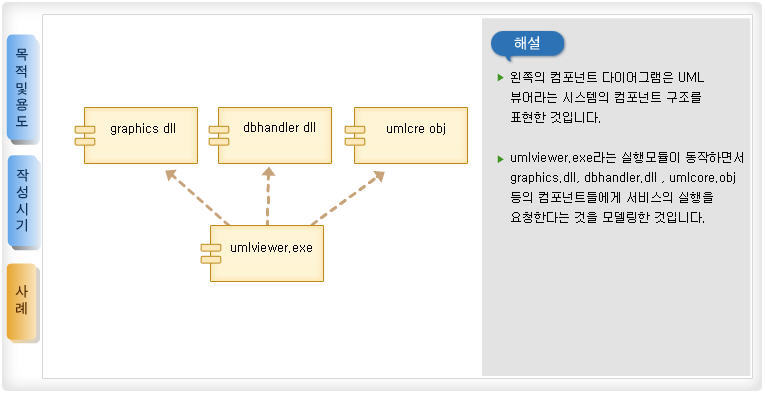 목적및용도
작성시기
사례
graphics dll
dbhandler dll
umlcre obj
umlviewer.exe
해설
왼쪽의 컴포넌트 다이어그램은 UML
뷰어라는 시스템의 컴포넌트 구조를
표현한 것입니다.
umlviewer.exe라는 실행모듈이 동작하면서
graphics.dll, dbhandler.dll , umlcore.obj
등의 컴포넌트들에게 서비스의 실행을
요청한다는 것을 모델링한 것입니다.